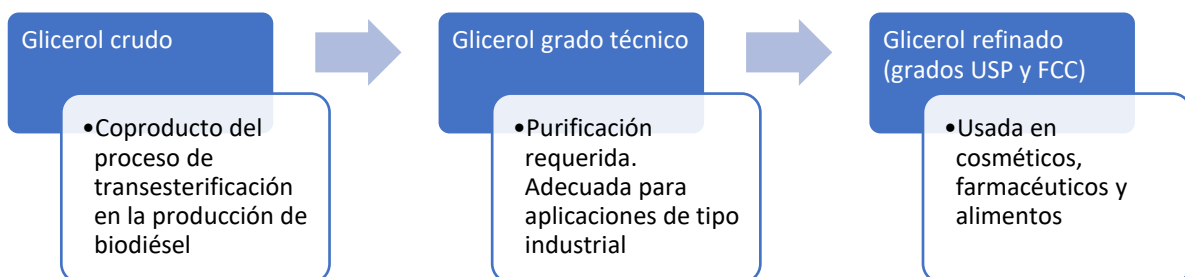 Glicerol crudo
•Coproducto del
proceso de
transesterificación
en la producción de
biodiésel
Glicerol grado técnico
•Purificación
requerida.
Adecuada para
aplicaciones de tipo
industrial
Glicerol refinado
(grados USP y FCC)
•Usada en
cosméticos,
farmacéuticos y
alimentos